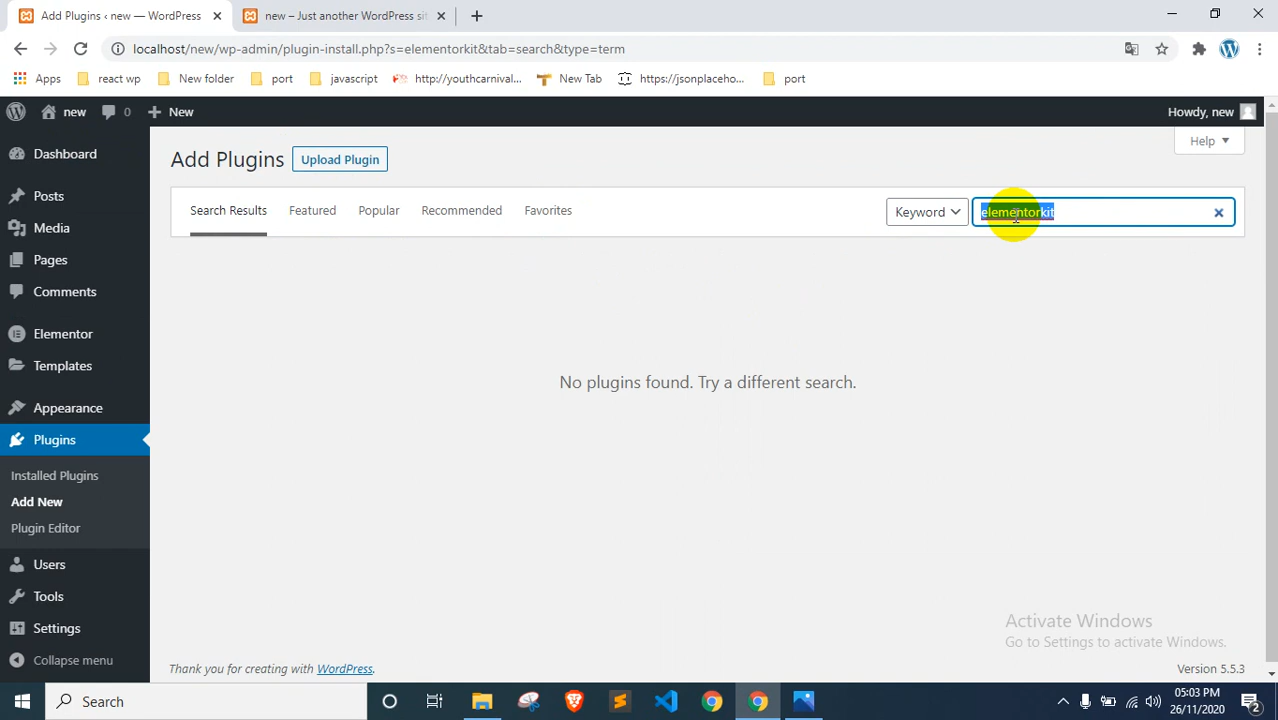 Add Plugins ‹ new — WordPress
new – Just another WordPress sit
localhost/new/wp-admin/plugin-install.php?s=elementorkit&tab=search&type=term
Apps
react wp
New folder
port
javascript
http://youthcarnival...
New Tab
https://jsonplaceho...
port
new
0
New
Howdy, new
Help
Dashboard
Posts
Media
Pages
Comments
Elementor
Templates
Appearance
Plugins
Installed Plugins
Add New
Plugin Editor
Users
Tools
Settings
Collapse menu
Add Plugins
Upload Plugin
Search Results
Featured
Popular
Recommended
Favorites
Keyword
elementorkit
No plugins found. Try a different search.
Activate Windows
Go to Settings to activate Windows.
Thank you for creating with WordPress.
Version 5.5.3
Search
05:03 PM
26/11/2020
2